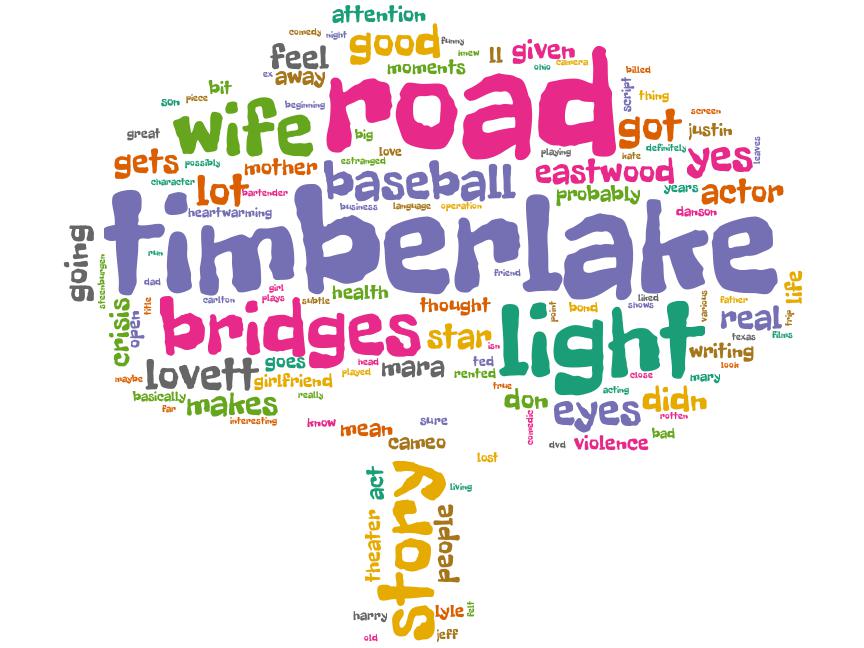 attention
comedy
night
good
funny
knew
ll
given
feel
moments
ohio
camera
ex
away
road
billed
script
thing
bit
son
piece
beginning
wife
great
big
got
justin
screen
love
playing
definitely
kate
yes
leaves
gets
possibly
mother
estranged
eastwood
character
lot
bartender
baseball
probably
years
actor
heartwarming
business
language
operation
danson
timberlake
going
steenburgen
run
friend
dad
girl
life
carlton
plays
subtle
health
thought
point
bond
shows
liked
various
father
trip
crisis
open
title
bridges
star
isn
light
real
texas
films
lovett
goes
head
mara
ted
writing
look
maybe
girlfriend
played
rented
close
mary
basically
makes
really
true
don
acting
eyes
didn
far
interesting
rotten
know
mean
sure
comedic
dvd
violence
bad
cameo
lost
act
story
living
theater
people
harry
lyle
felt
old
jeff